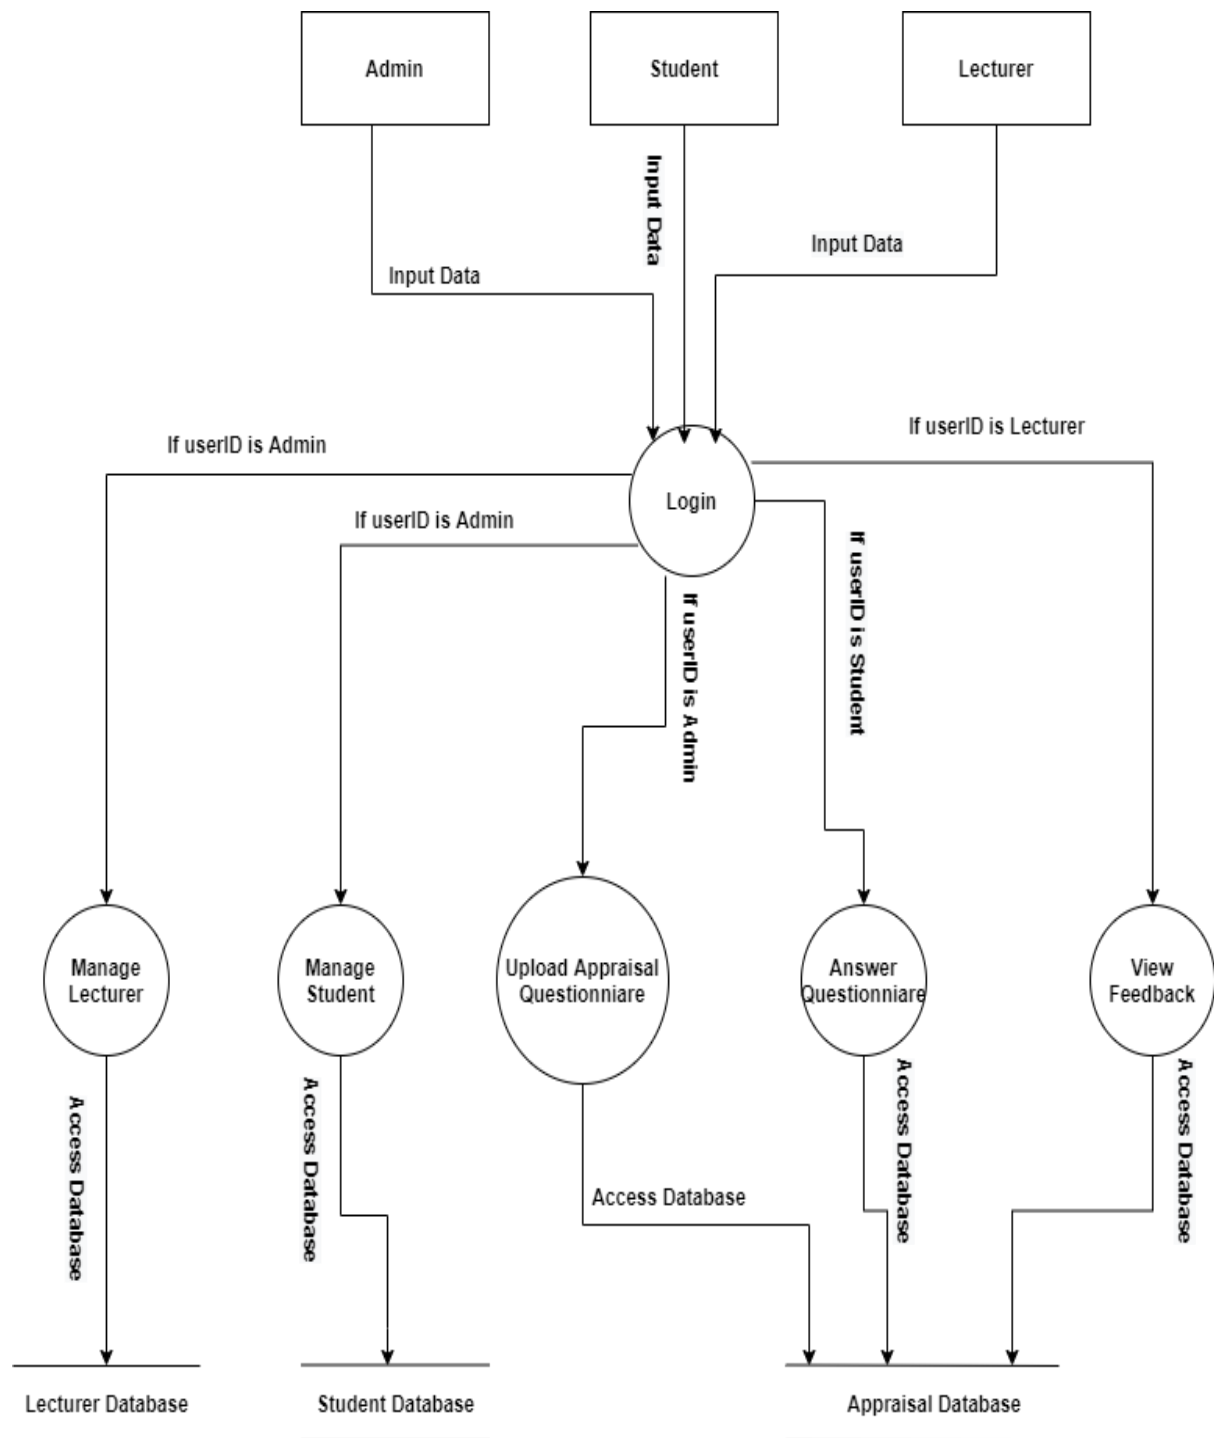 Admin
Student
Lecturer
Input Data
Input Data
Input Data
If userID is Lecturer
If userID is Admin
Login
If userID is Admin
If userID is Student
If userID is Admin
Manage
Lecturer
Manage
Student
Upload Appraisal
Questionniare
Answer
Questionniare
View
Feedback
Access Database
Access Database
Access Database
Access Database
Access Database
Lecturer Database
Student Database
Appraisal Database